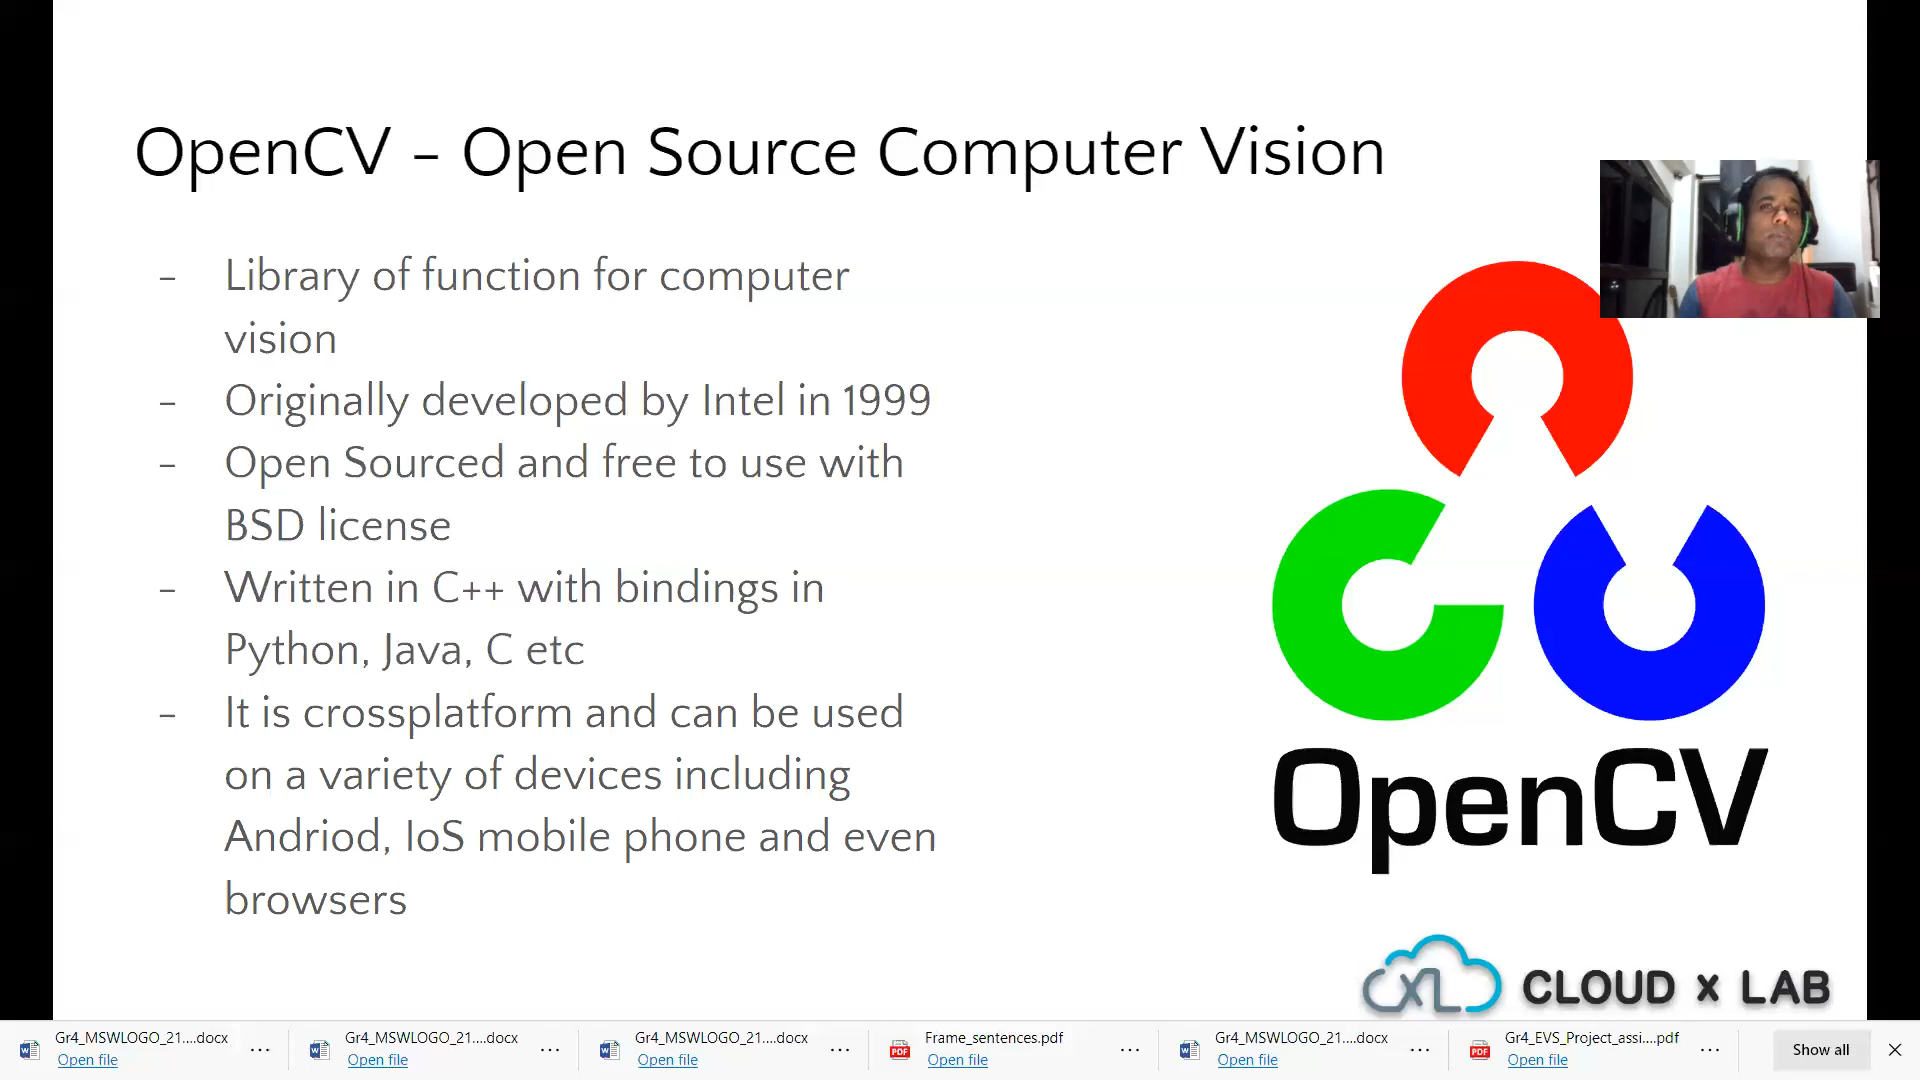 OpenCV - Open Source Computer Vision
- Library of function for computer
vision
- Originally developed by Intel in 1999
- Open Sourced and free to use with
BSD license
- Written in C++ with bindings in
Python, Java, C etc
- It is crossplatform and can be used
on a variety of devices including
Andriod, IoS mobile phone and even
browsers
OpenCV
CXL CLOUD x LAB
Gr4_MSWLOGO_21....docx
Open file
Gr4_MSWLOGO_21....docx
Open file
Gr4_MSWLOGO_21....docx
Open file
PDF
Frame_sentences.pdf
Open file
Gr4_MSWLOGO_21....docx
Open file
PDF
Gr4_EVS_Project_assi....pdf
Open file
Show all